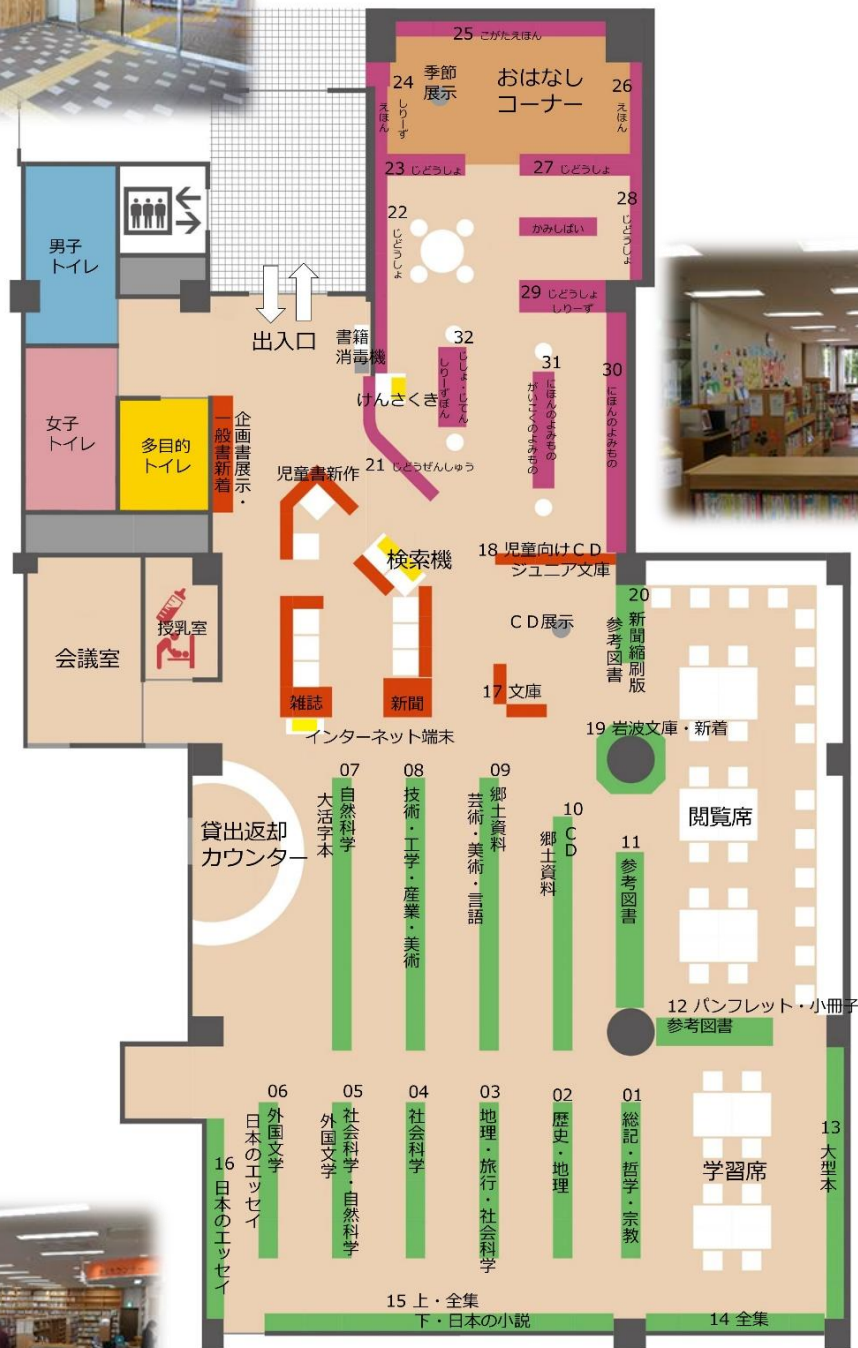 25 こがたえほん
季節
展示
おはなし
コーナー
24 しりーず
えほん
26 えほん
23 じどうしょ
27 じどうしょ
22 じどうしょ
かみしばい
28 じどうしょ
29 じどうしょ
しりーず
男子
トイレ
出入口
書籍
消毒機
32 じしょ・じてん
しりーずほん
31 にほんのよみもの
がいこくのよみもの
30 にほんのよみもの
けんさくき
女子
トイレ
多目的
トイレ
企画書展示・
一般書新着
21 じどうぜんしゅう
児童書新作
検索機
18 児童向けCD
ジュニア文庫
会議室
授乳室
CD展示
20 新聞縮刷版
参考図書
雑誌
新聞
17 文庫
インターネット端末
19 岩波文庫・新着
閲覧席
貸出返却
カウンター
07 自然科学
大活字本
08 技術・工学・産業・美術
09 郷土資料
芸術・美術・言語
10 CD
郷土資料
11 参考図書
12 パンフレット・小冊子
参考図書
06 外国文学
日本のエッセイ
05 社会科学・自然科学
外国文学
04 社会科学
03 地理・旅行・社会科学
02 歴史・地理
01 総記・哲学・宗教
学習席
13 大型本
16 日本のエッセイ
15 上・全集
下・日本の小説
14 全集